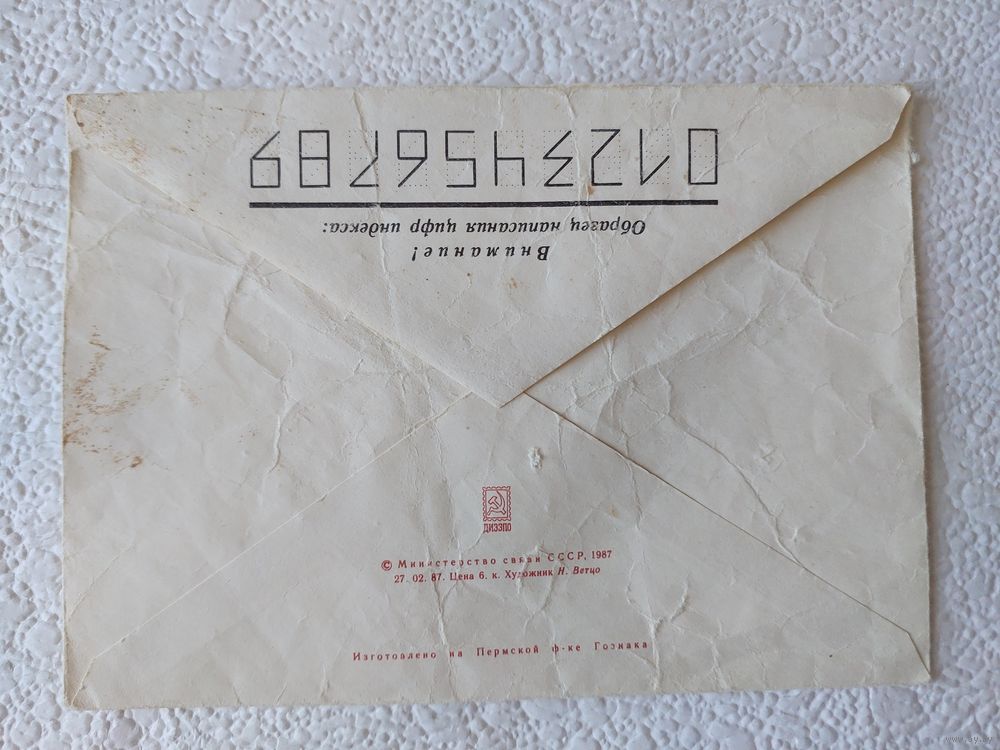 Внимание!
Образец написания цифр индекса:
0123456789
ДИЭЗПО
© Министерство связи СССР, 1987
27. 02. 87. Цена 6. к. Художник Н. Ветцо
Изготовлено на Пермской ф-ке Гознака